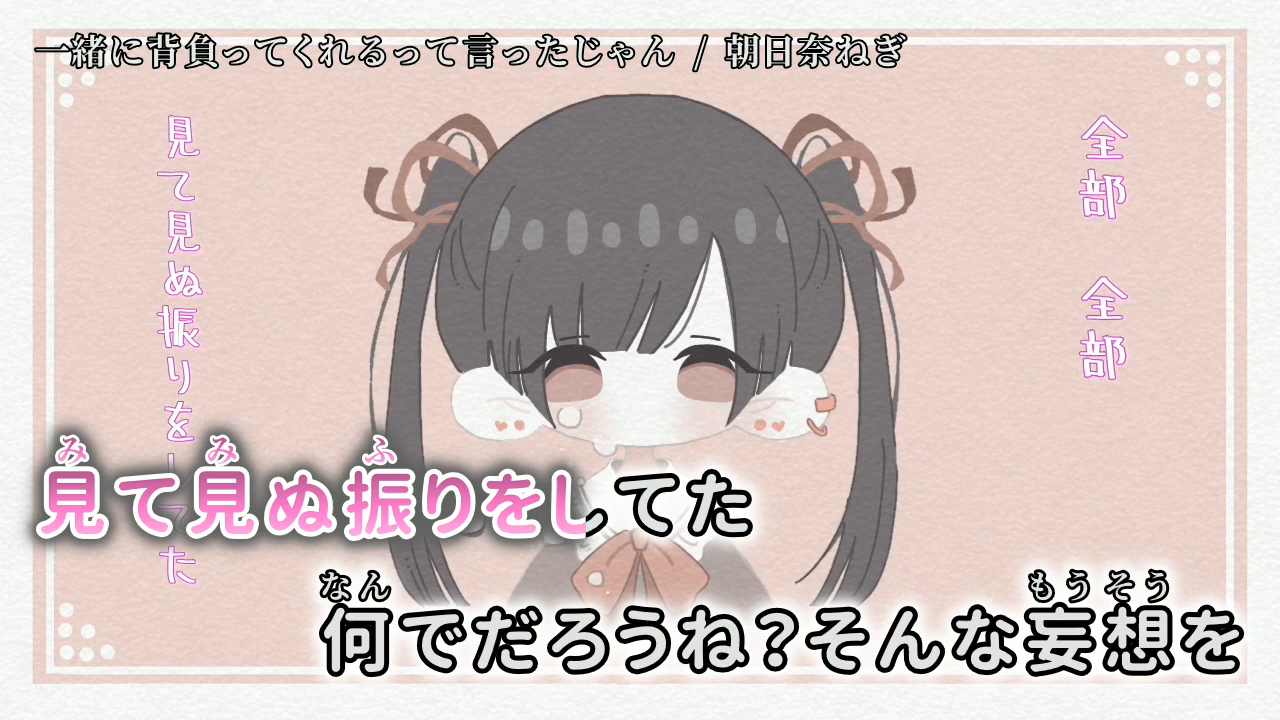 一緒に背負ってくれるって言ったじゃん / 朝日奈ねぎ
全部 全部
見て見ぬ振りをしてた
み み ふ
見て見ぬ振りをしてた
なん もうそう
何でだろうね?そんな妄想を